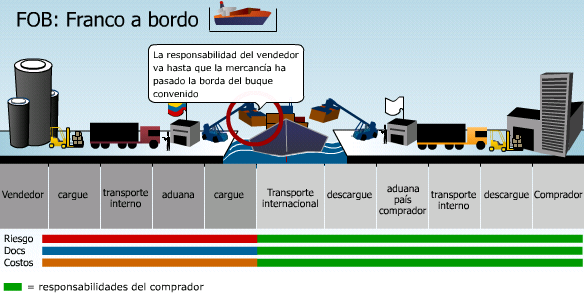 FOB: Franco a bordo
La responsabilidad del vendedor
va hasta que la mercancía ha
pasado la borda del buque
convenido
Vendedor
cargue
transporte
interno
aduana
cargue
Transporte
internacional
descargue
aduana
país
comprador
transporte
interno
descargue
Comprador
Riesgo
Docs
Costos
= responsabilidades del comprador